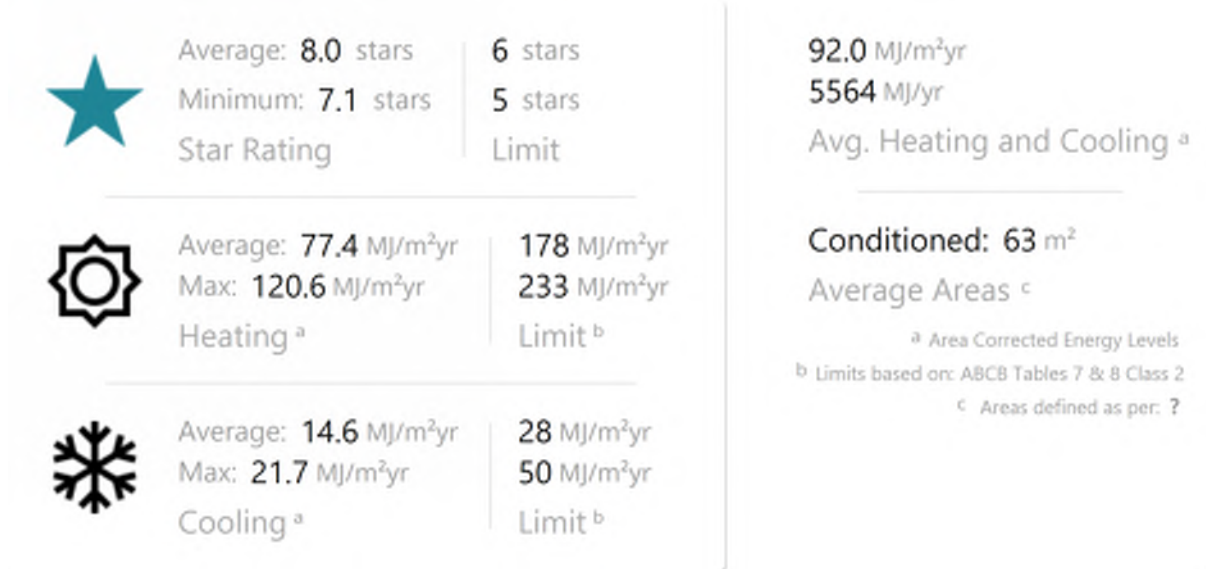 Average: 8.0 stars
6 stars
Minimum: 7.1 stars
5 stars
Star Rating
Limit
Average: 77.4 MJ/m²yr
178 MJ/m²yr
Max: 120.6 MJ/m²yr
233 MJ/m²yr
Heating ᵃ
Limit ᵇ
Average: 14.6 MJ/m²yr
28 MJ/m²yr
Max: 21.7 MJ/m²yr
50 MJ/m²yr
Cooling ᵃ
Limit ᵇ
92.0 MJ/m²yr
5564 MJ/yr
Avg. Heating and Cooling ᵃ
Conditioned: 63 m²
Average Areas ᶜ
ᵃ Area Corrected Energy Levels
ᵇ Limits based on: ABCB Tables 7 & 8 Class 2
ᶜ Areas defined as per: ?